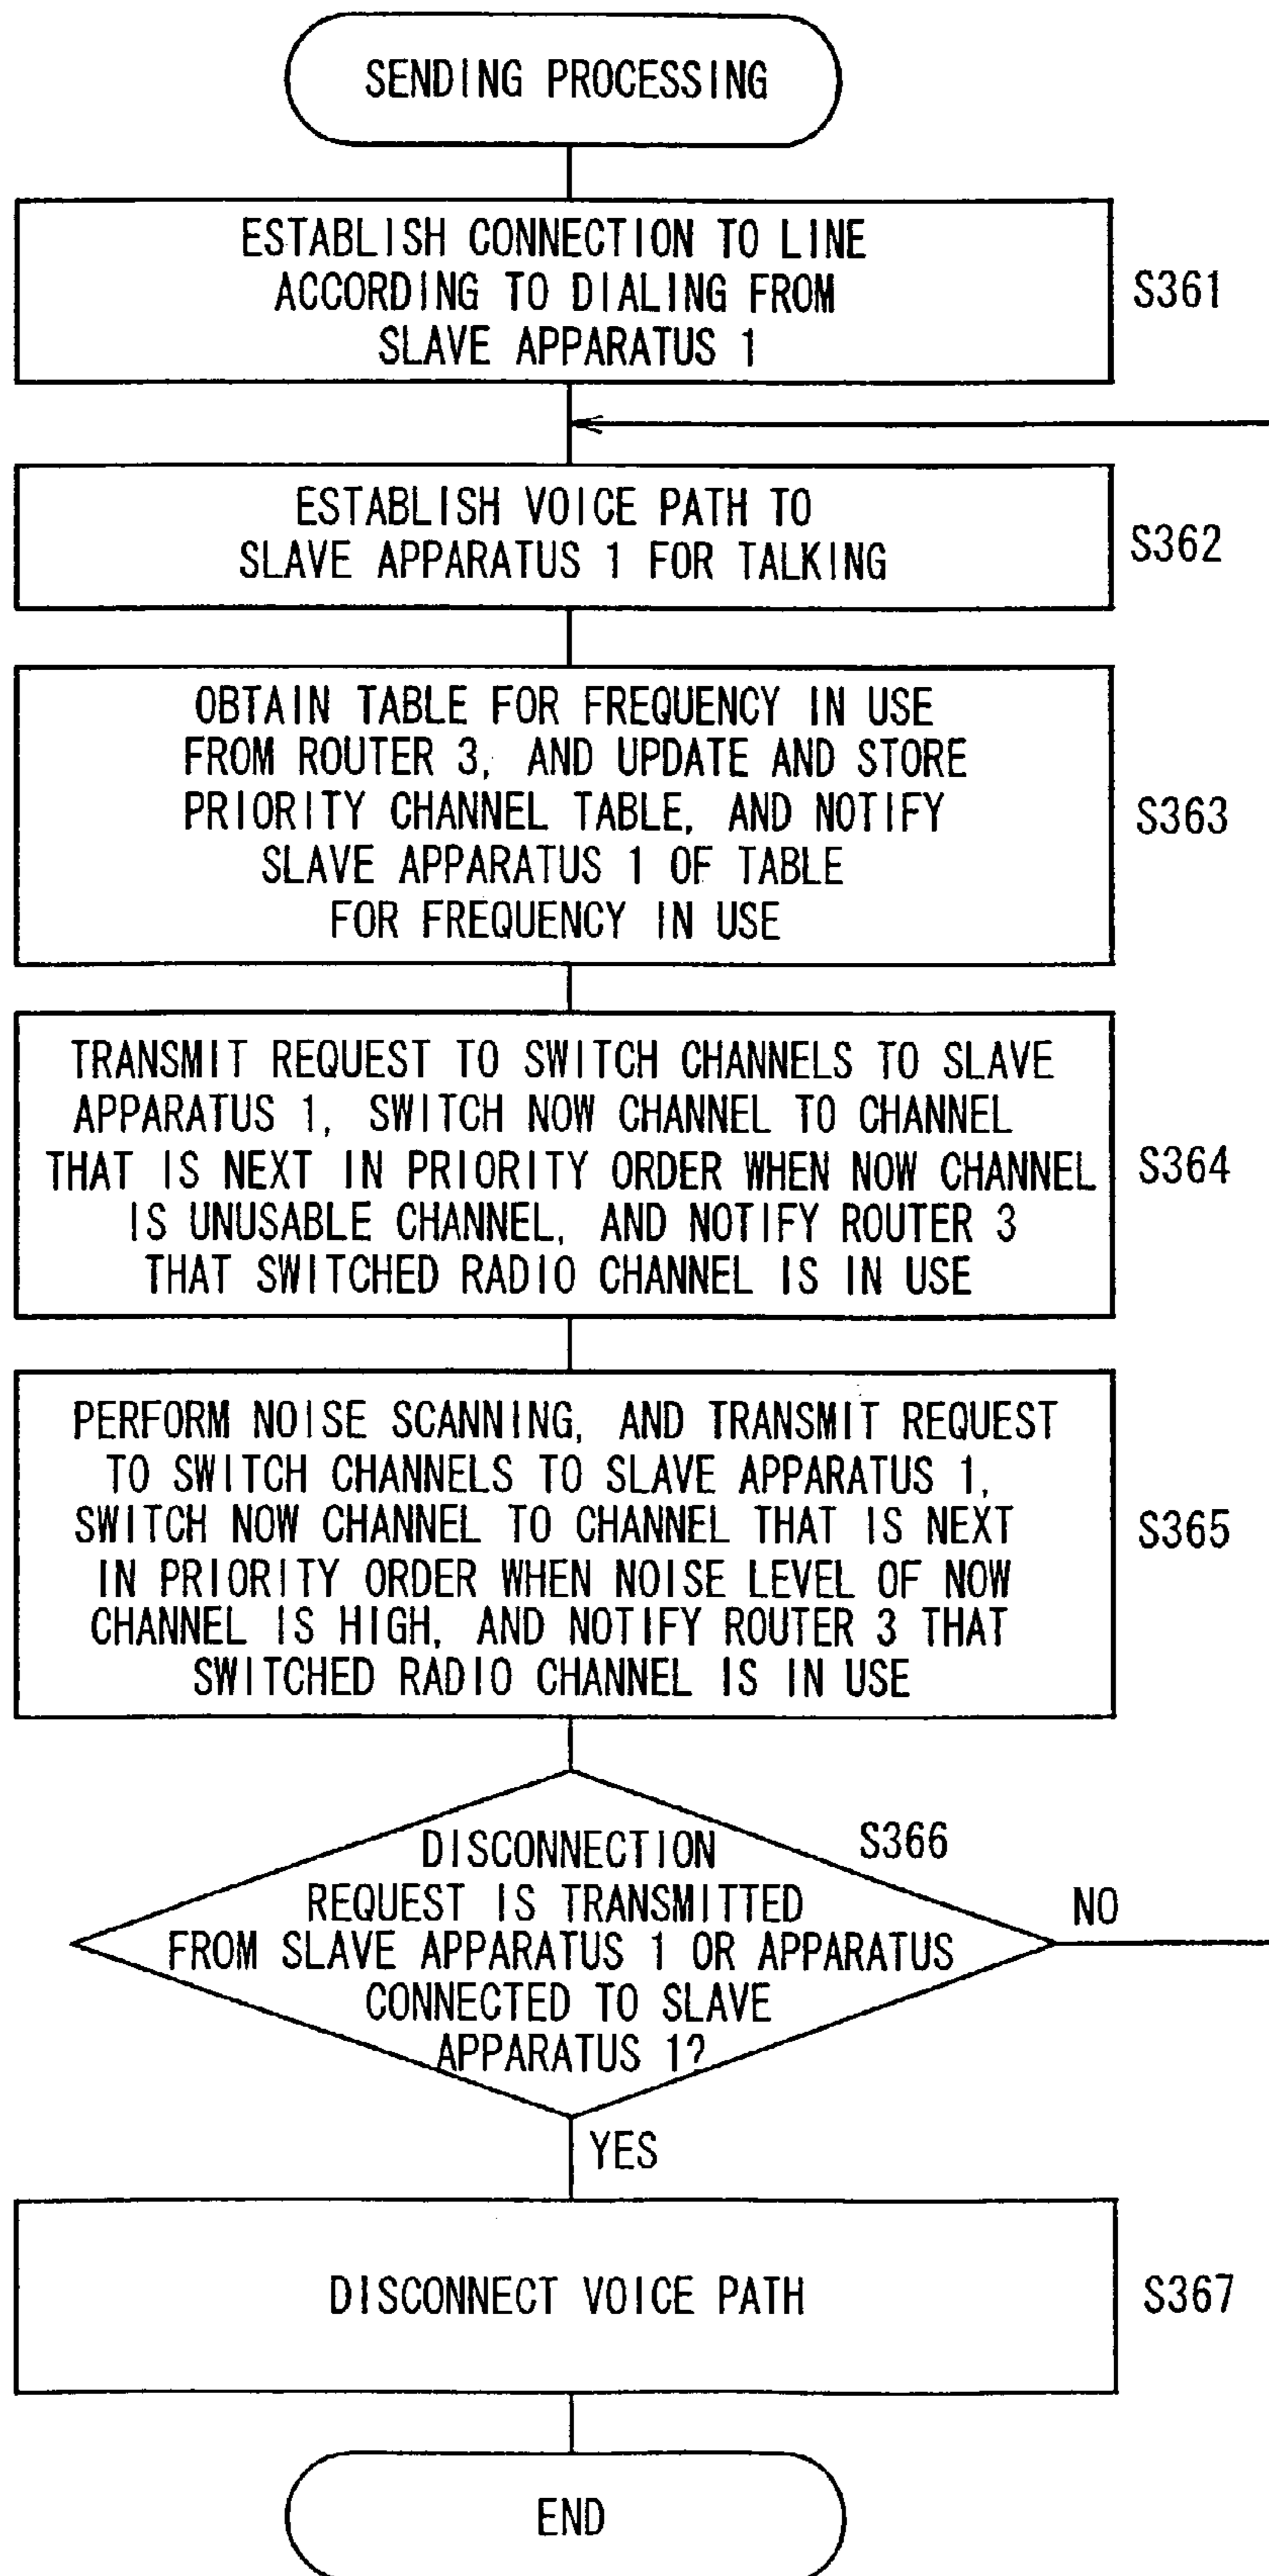 SENDING PROCESSING
ESTABLISH CONNECTION TO LINE
ACCORDING TO DIALING FROM
SLAVE APPARATUS 1
S361
ESTABLISH VOICE PATH TO
SLAVE APPARATUS 1 FOR TALKING
S362
OBTAIN TABLE FOR FREQUENCY IN USE
FROM ROUTER 3, AND UPDATE AND STORE
PRIORITY CHANNEL TABLE, AND NOTIFY
SLAVE APPARATUS 1 OF TABLE
FOR FREQUENCY IN USE
S363
TRANSMIT REQUEST TO SWITCH CHANNELS TO SLAVE
APPARATUS 1, SWITCH NOW CHANNEL TO CHANNEL
THAT IS NEXT IN PRIORITY ORDER WHEN NOW CHANNEL
IS UNUSABLE CHANNEL, AND NOTIFY ROUTER 3
THAT SWITCHED RADIO CHANNEL IS IN USE
S364
PERFORM NOISE SCANNING, AND TRANSMIT REQUEST
TO SWITCH CHANNELS TO SLAVE APPARATUS 1,
SWITCH NOW CHANNEL TO CHANNEL THAT IS NEXT
IN PRIORITY ORDER WHEN NOISE LEVEL OF NOW
CHANNEL IS HIGH, AND NOTIFY ROUTER 3 THAT
SWITCHED RADIO CHANNEL IS IN USE
S365
DISCONNECTION
REQUEST IS TRANSMITTED
FROM SLAVE APPARATUS 1 OR APPARATUS
CONNECTED TO SLAVE
APPARATUS 1?
S366
NO
YES
DISCONNECT VOICE PATH
S367
END